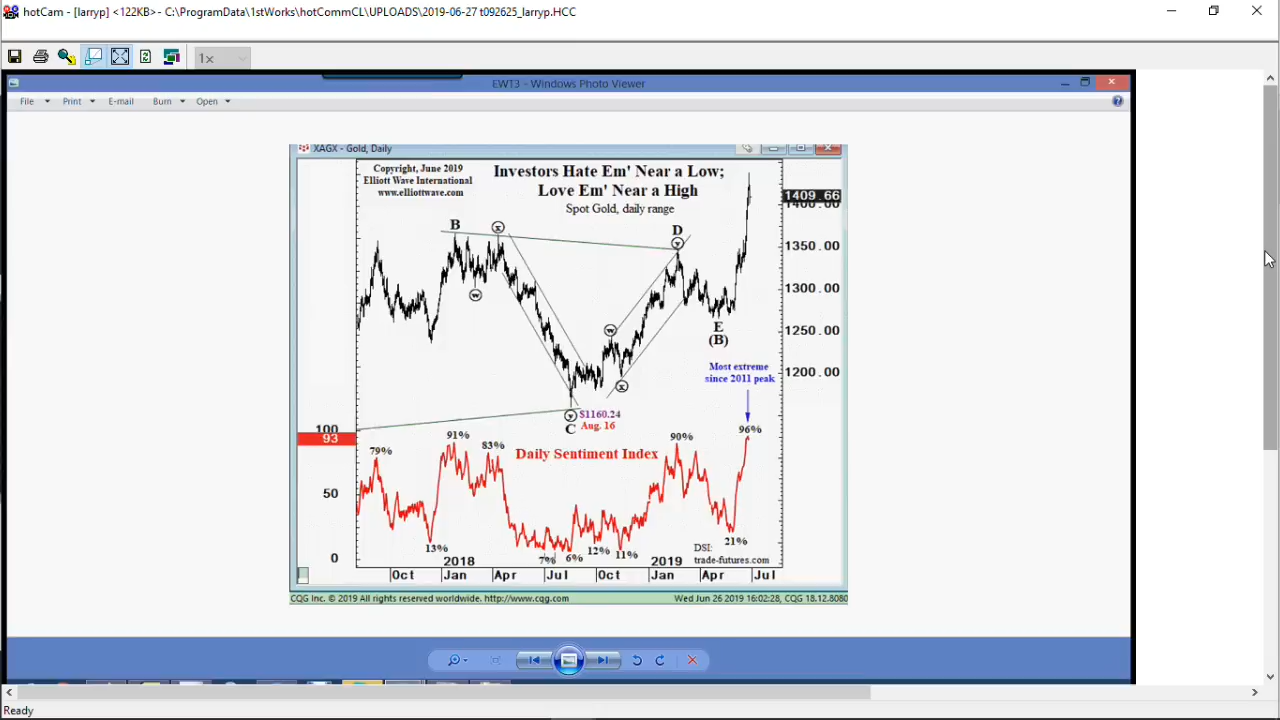 hotCam - [larryp] <122KB> - C:\ProgramData\1stWorks\hotCommCL\UPLOADS\2019-06-27 t092625_larryp.HCC
1x
EWT3 - Windows Photo Viewer
File Print E-mail Burn Open
XAGX - Gold, Daily
Copyright, June 2019
Elliott Wave International
www.elliottwave.com
Investors Hate Em' Near a Low;
Love Em' Near a High
Spot Gold, daily range
1409.66
1400.00
B
x
D
y
1350.00
w
1300.00
E
(B)
w
1250.00
Most extreme
since 2011 peak
1200.00
x
y
C
$1160.24
Aug. 16
100
93
96%
79%
91%
83%
90%
Daily Sentiment Index
50
0
13%
7%
6%
12%
11%
21%
DSI:
trade-futures.com
2018
2019
Oct Jan Apr Jul Oct Jan Apr Jul
CQG Inc. © 2019 All rights reserved worldwide. http://www.cqg.com
Wed Jun 26 2019 16:02:28, CQG 18.12.8080
Ready